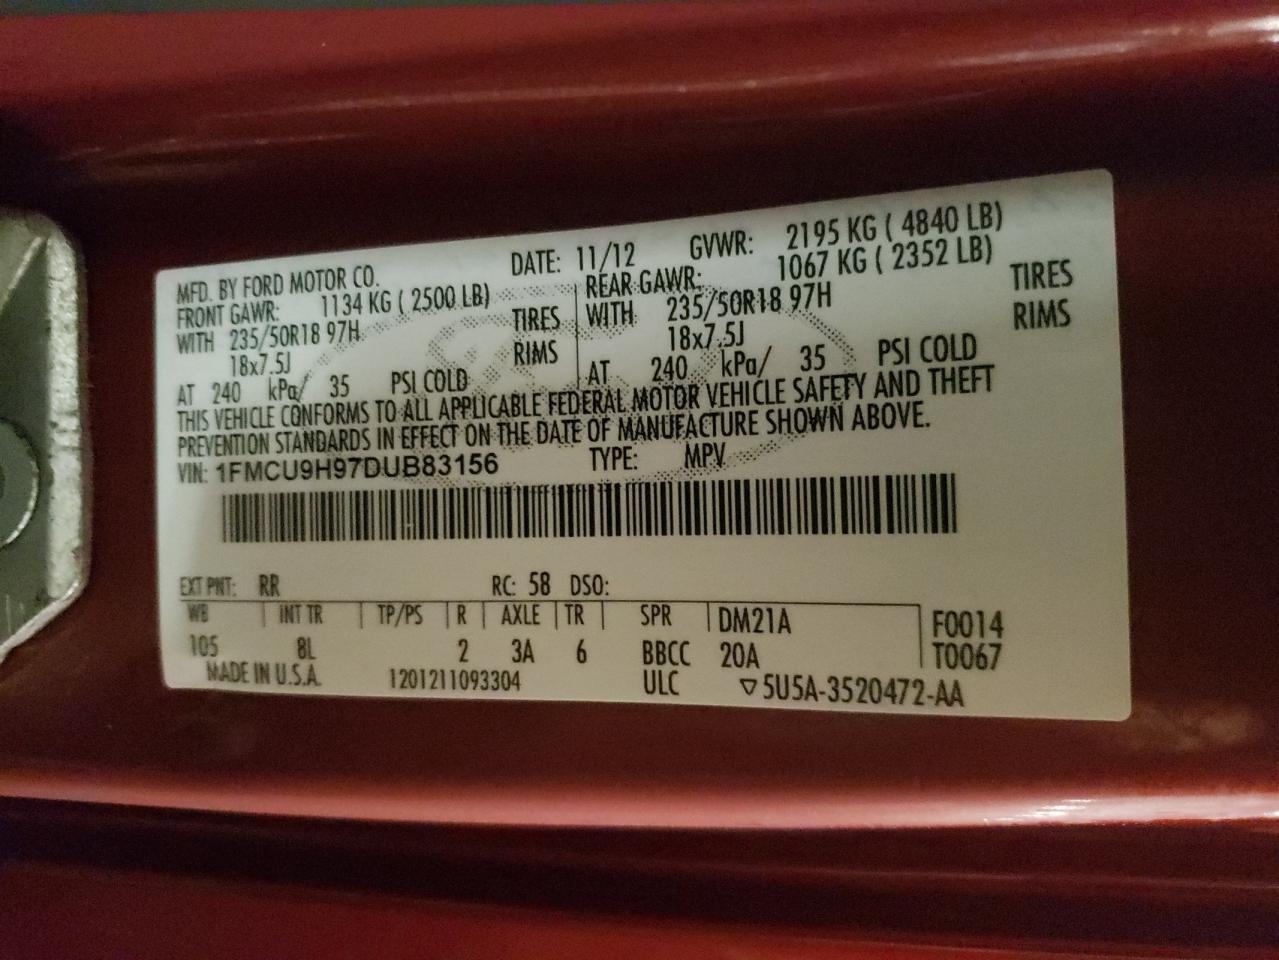 MFD. BY FORD MOTOR CO. DATE: 11/12 GVWR: 2195 KG ( 4840 LB)
FRONT GAWR: 1134 KG ( 2500 LB) REAR GAWR: 1067 KG ( 2352 LB)
WITH 235/50R18 97H TIRES WITH 235/50R18 97H TIRES
18x7.5J RIMS 18x7.5J RIMS
AT 240 kPa/ 35 PSI COLD AT 240 kPa/ 35 PSI COLD
THIS VEHICLE CONFORMS TO ALL APPLICABLE FEDERAL MOTOR VEHICLE SAFETY AND THEFT
PREVENTION STANDARDS IN EFFECT ON THE DATE OF MANUFACTURE SHOWN ABOVE.
VIN: 1FMCU9H97DUB83156 TYPE: MPV
EXT PNT: RR RC: 58 DSO:
WB INT TR TP/PS R AXLE TR SPR DM21A F0014
105 8L 2 3A 6 BBCC 20A T0067
MADE IN U.S.A. 1201211093304 ULC ▽5U5A-3520472-AA